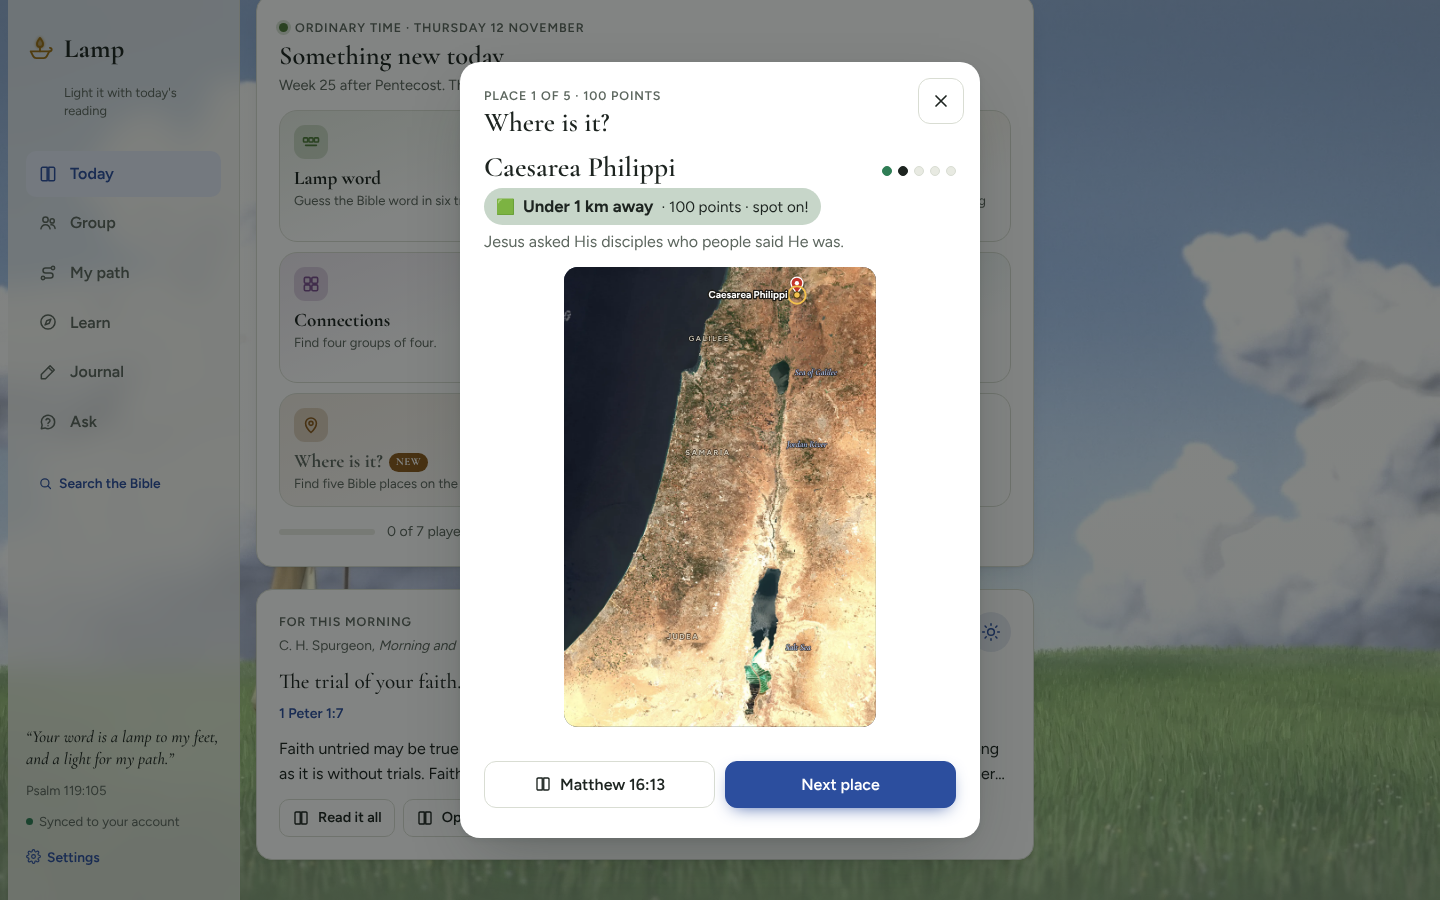 Lamp
Light it with today's
reading
Today
Group
My path
Learn
Journal
Ask
Search the Bible
“Your word is a lamp to my feet,
and a light for my path.”
Psalm 119:105
Synced to your account
Settings
ORDINARY TIME · THURSDAY 12 NOVEMBER
Something new today
Week 25 after Pentecost.
Lamp word
Guess the Bible word in six
Connections
Find four groups of four.
Where is it? NEW
Find five Bible places on the
0 of 7
FOR THIS MORNING
C. H. Spurgeon, Morning and
The trial of your faith.
1 Peter 1:7
Faith untried may be true
as it is without trials. Faith
Read it all
PLACE 1 OF 5 · 100 POINTS
Where is it?
Caesarea Philippi
Under 1 km away · 100 points · spot on!
Jesus asked His disciples who people said He was.
Caesarea Philippi
GALILEE
Sea of Galilee
Jordan River
SAMARIA
JUDEA
Salt Sea
Matthew 16:13
Next place